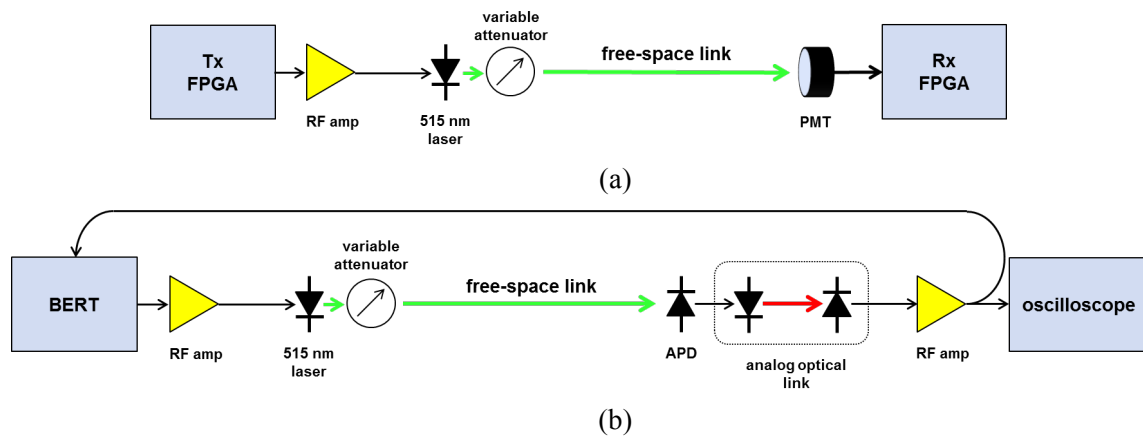 variable
attenuator
free-space link
Tx
FPGA
Rx
FPGA
RF amp
515 nm
laser
PMT
(a)
variable
attenuator
free-space link
BERT
oscilloscope
RF amp
515 nm
laser
APD
analog optical
link
RF amp
(b)